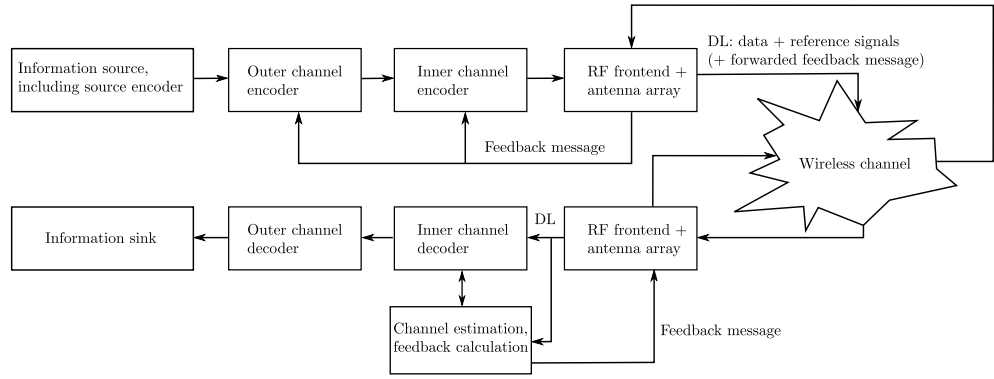 Information source,
including source encoder
Outer channel
encoder
Inner channel
encoder
RF frontend +
antenna array
DL: data + reference signals
(+ forwarded feedback message)
Feedback message
Wireless channel
Information sink
Outer channel
decoder
Inner channel
decoder
DL
RF frontend +
antenna array
Channel estimation,
feedback calculation
Feedback message